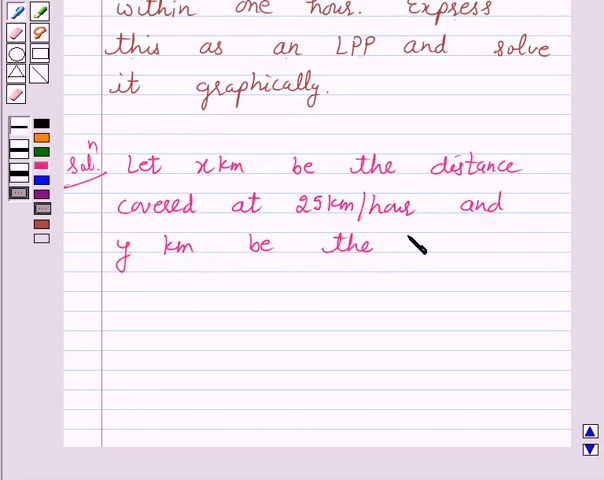 within one hour. Express
this as an LPP and solve
it graphically.
Solⁿ. Let x km be the distance
covered at 25 km/hour and
y km be the